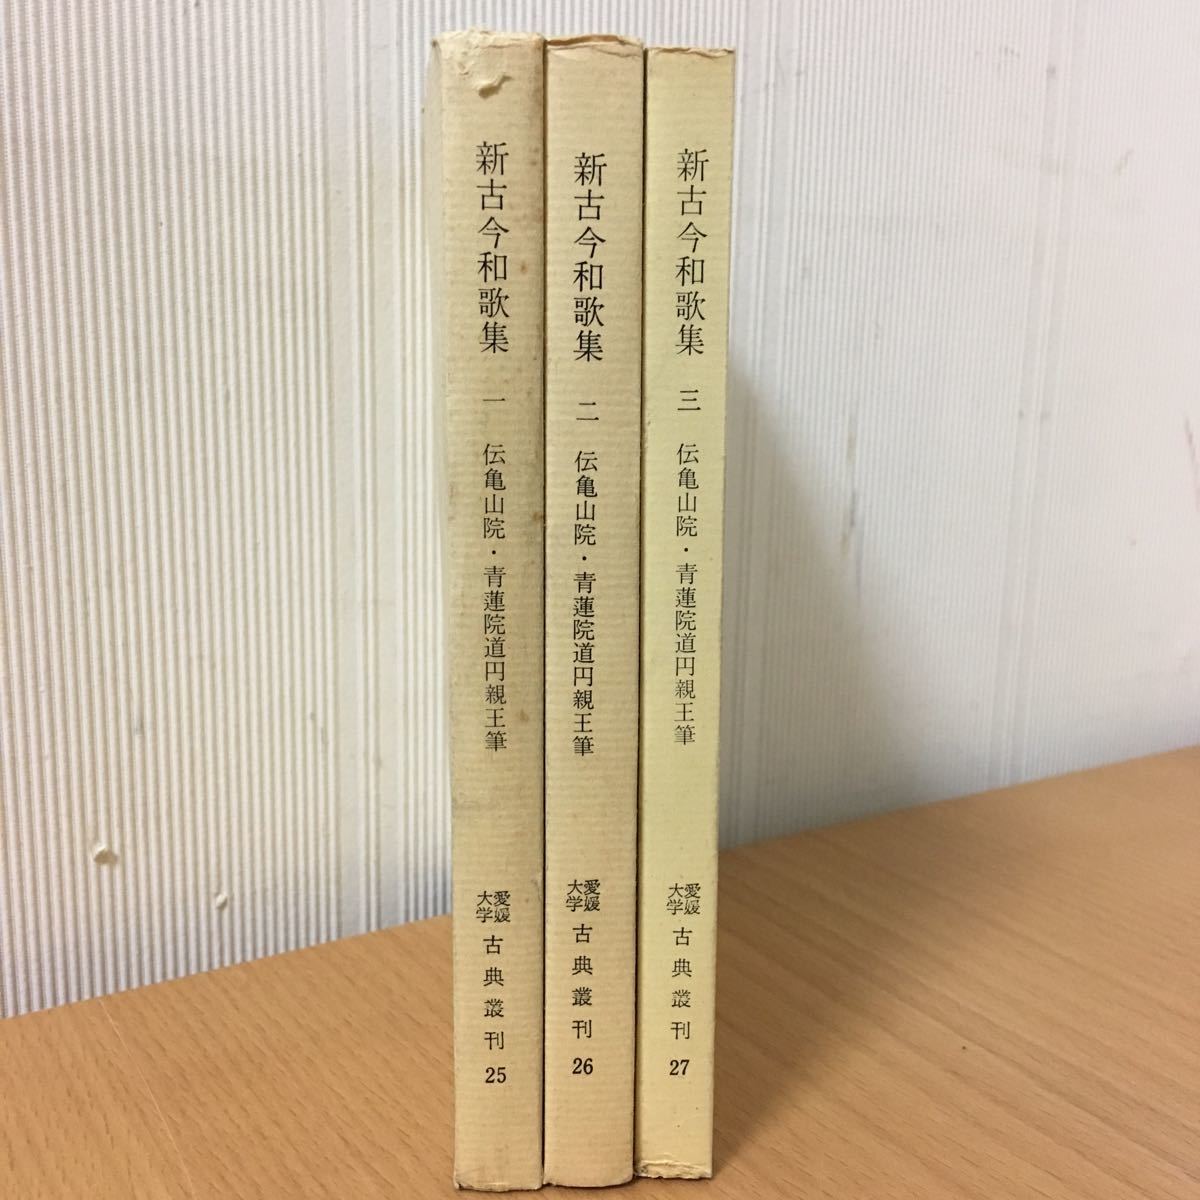 新古今和歌集 一 伝亀山院・青蓮院道円親王筆
愛媛大学 古典叢刊 25
新古今和歌集 二 伝亀山院・青蓮院道円親王筆
愛媛大学 古典叢刊 26
新古今和歌集 三 伝亀山院・青蓮院道円親王筆
愛媛大学 古典叢刊 27